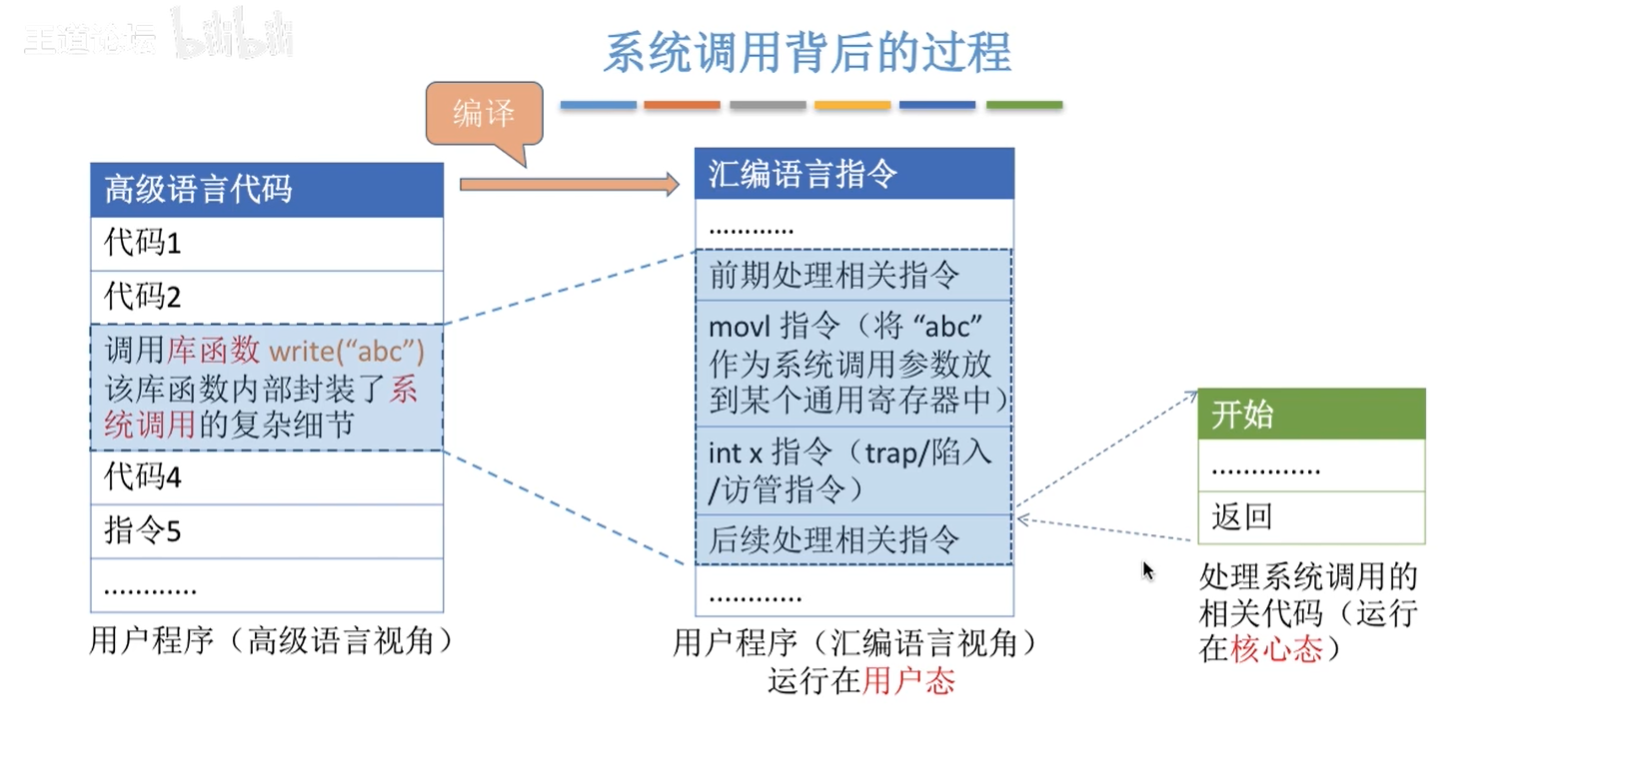 王道论坛 bilibili
系统调用背后的过程
编译
高级语言代码
代码1
代码2
调用库函数 write(“abc”)
该库函数内部封装了系
统调用的复杂细节
代码4
指令5
............
用户程序（高级语言视角）
汇编语言指令
............
前期处理相关指令
movl 指令（将 “abc”
作为系统调用参数放
到某个通用寄存器中）
int x 指令（trap/陷入
/访管指令）
后续处理相关指令
............
用户程序（汇编语言视角）
运行在用户态
开始
..............
返回
处理系统调用的
相关代码（运行
在核心态）